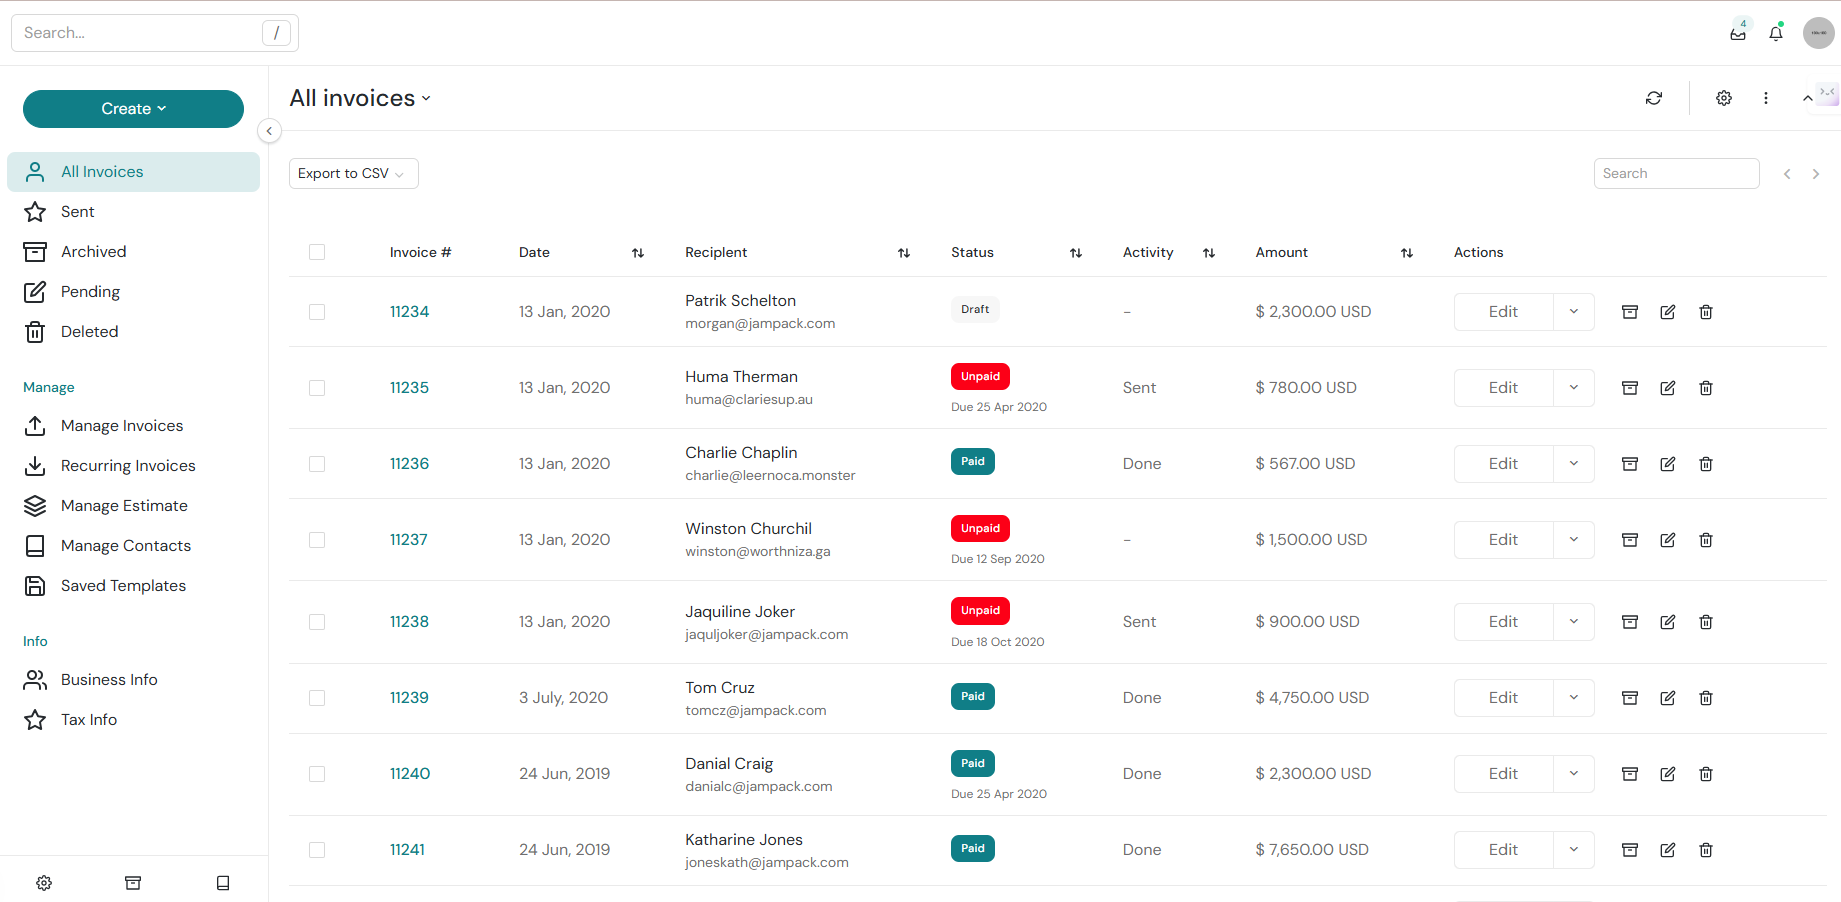 Search...
/
4
Create
All invoices
All Invoices
Sent
Archived
Pending
Deleted
Manage
Manage Invoices
Recurring Invoices
Manage Estimate
Manage Contacts
Saved Templates
Info
Business Info
Tax Info
Export to CSV
Search
Invoice # Date Recipient Status Activity Amount Actions
11234 13 Jan, 2020 Patrik Schelton Draft - $ 2,300.00 USD Edit
morgan@jampack.com
11235 13 Jan, 2020 Huma Therman Unpaid Sent $ 780.00 USD Edit
huma@clariesup.au Due 25 Apr 2020
11236 13 Jan, 2020 Charlie Chaplin Paid Done $ 567.00 USD Edit
charlie@leernoca.monster
11237 13 Jan, 2020 Winston Churchil Unpaid - $ 1,500.00 USD Edit
winston@worthniza.ga Due 12 Sep 2020
11238 13 Jan, 2020 Jaquiline Joker Unpaid Sent $ 900.00 USD Edit
jaquljoker@jampack.com Due 18 Oct 2020
11239 3 July, 2020 Tom Cruz Paid Done $ 4,750.00 USD Edit
tomcz@jampack.com
11240 24 Jun, 2019 Danial Craig Paid Done $ 2,300.00 USD Edit
danialc@jampack.com Due 25 Apr 2020
11241 24 Jun, 2019 Katharine Jones Paid Done $ 7,650.00 USD Edit
joneskath@jampack.com